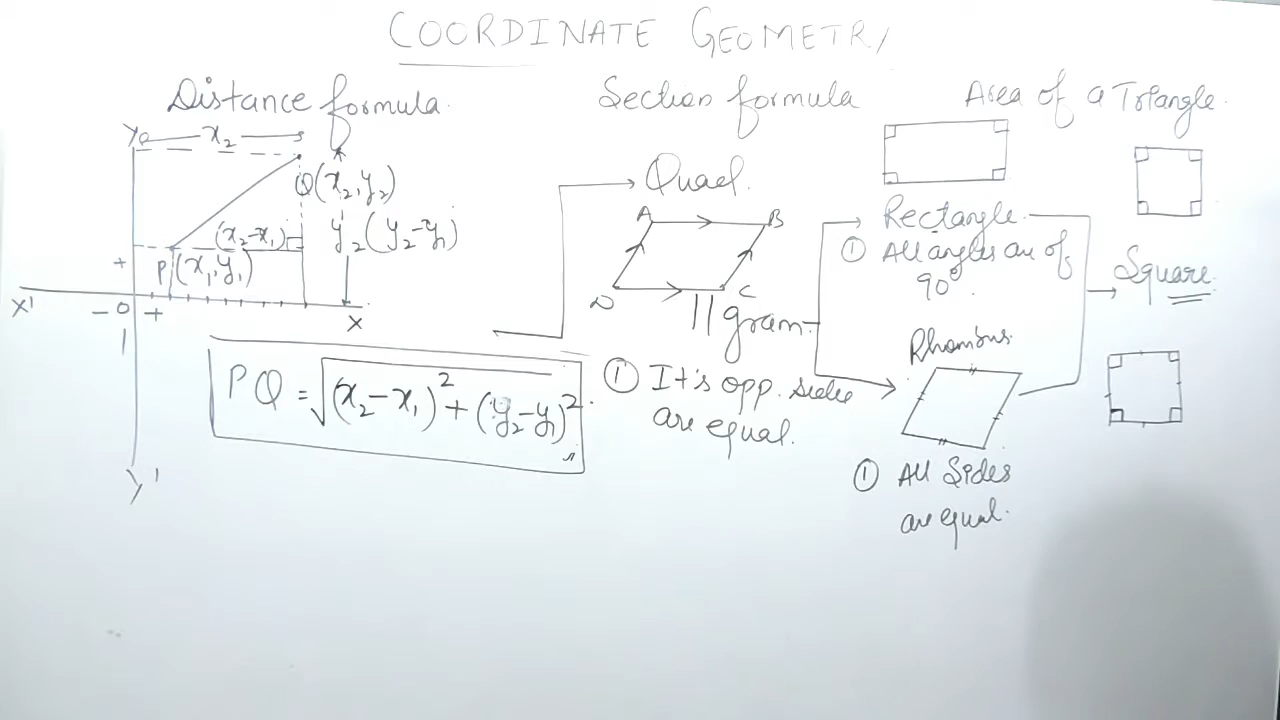 COORDINATE GEOMETRY
Distance formula.
Section formula
Area of a Triangle.
Y
x₂
Q(x₂,y₂)
(x₂-x₁)
y₂ (y₂-y₁)
P(x₁,y₁)
+
X'
- O +
X
Y'
PQ = √(x₂-x₁)² + (y₂-y₁)².
Quad.
A B
D C
||gram.
① It's opp. sides
are equal.
Rectangle.
① All angles are of
90°.
Rhombus.
① All Sides
are equal.
Square.